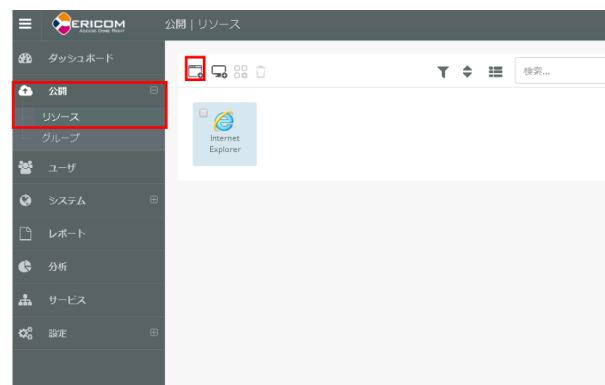 ERICOM
Access Done Right
公開 | リソース
ダッシュボード
公開
リソース
グループ
ユーザ
システム
レポート
分析
サービス
設定
検索...
Internet
Explorer